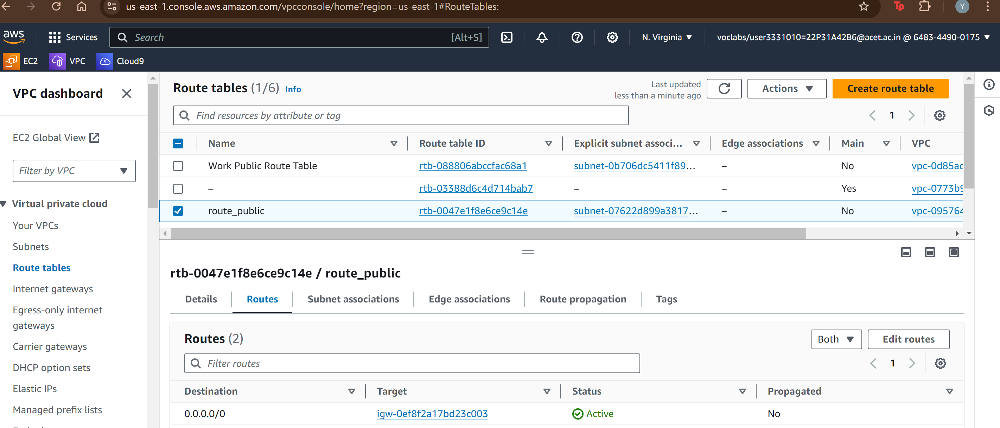 us-east-1.console.aws.amazon.com/vpcconsole/home?region=us-east-1#RouteTables:
Tp
Y
aws
Services
Search
[Alt+S]
N. Virginia
voclabs/user3331010=22P31A42B6@acet.ac.in @ 6483-4490-0175
EC2
VPC
9
Cloud9
VPC dashboard
EC2 Global View
Filter by VPC
Virtual private cloud
Your VPCs
Subnets
Route tables
Internet gateways
Egress-only internet
gateways
Carrier gateways
DHCP option sets
Elastic IPs
Managed prefix lists
Route tables (1/6) Info
Last updated
less than a minute ago
Actions
Create route table
Find resources by attribute or tag
1
Name Route table ID Explicit subnet associ... Edge associations Main VPC
Work Public Route Table rtb-088806abccfac68a1 subnet-0b706dc5411f89... – No vpc-0d85ac
– rtb-03388d6c4d714bab7 – – Yes vpc-0773b9
route_public rtb-0047e1f8e6ce9c14e subnet-07622d899a3817... – No vpc-095764
rtb-0047e1f8e6ce9c14e / route_public
Details Routes Subnet associations Edge associations Route propagation Tags
Routes (2)
Both
Edit routes
Filter routes
1
Destination Target Status Propagated
0.0.0.0/0 igw-0ef8f2a17bd23c003 Active No